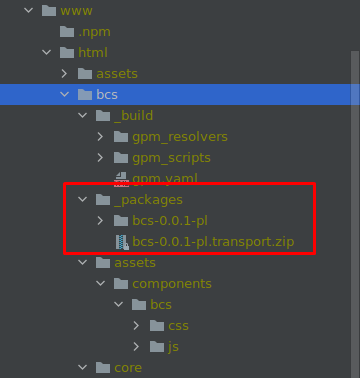 www
.npm
html
assets
bcs
_build
gpm_resolvers
gpm_scripts
gpm.yaml
_packages
bcs-0.0.1-pl
bcs-0.0.1-pl.transport.zip
assets
components
bcs
css
js
core